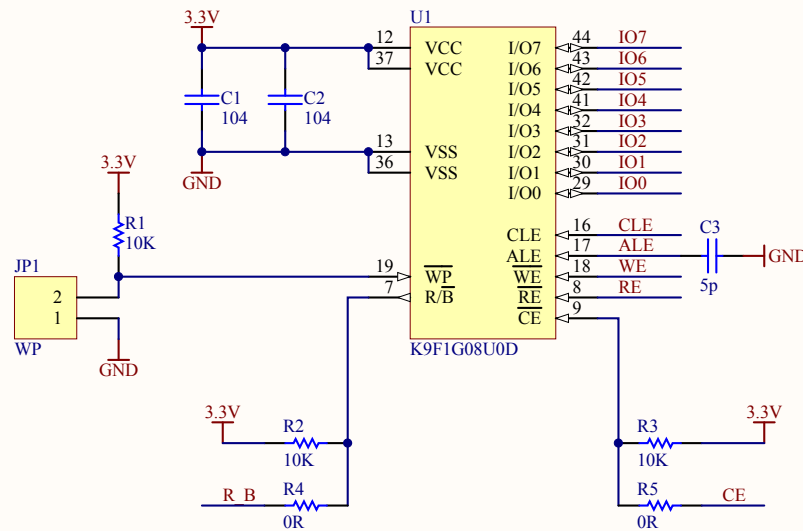 3.3V
U1
12
VCC
I/O7
44
IO7
37
VCC
I/O6
43
IO6
I/O5
42
IO5
C1
C2
I/O4
41
IO4
104
104
I/O3
32
IO3
13
VSS
I/O2
31
IO2
36
VSS
I/O1
30
IO1
GND
I/O0
29
IO0
3.3V
R1
10K
CLE
16
CLE
C3
ALE
17
ALE
GND
JP1
19
WP
WE
18
WE
5p
2
7
R/B
RE
8
RE
1
CE
9
WP
K9F1G08U0D
GND
3.3V
R2
R3
3.3V
10K
10K
R_B
R4
R5
CE
0R
0R